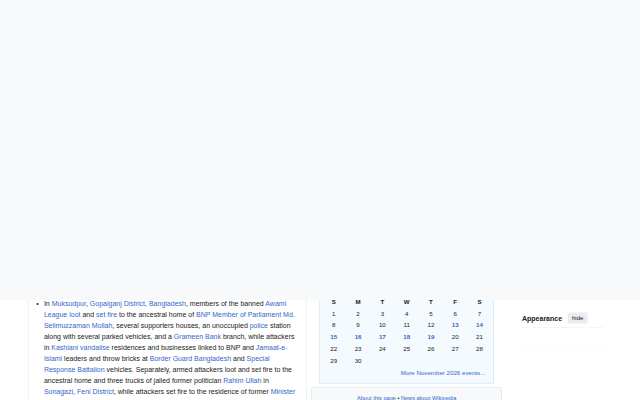 • In Muksudpur, Gopalganj District, Bangladesh, members of the banned Awami
League loot and set fire to the ancestral home of BNP Member of Parliament Md.
Selimuzzaman Mollah, several supporters houses, an unoccupied police station
along with several parked vehicles, and a Grameen Bank branch, while attackers
in Kashiani vandalise residences and businesses linked to BNP and Jamaat-e-
Islami leaders and throw bricks at Border Guard Bangladesh and Special
Response Battalion vehicles. Separately, armed attackers loot and set fire to the
ancestral home and three trucks of jailed former politician Rahim Ullah in
Sonagazi, Feni District, while attackers set fire to the residence of former Minister
S M T W T F S
1 2 3 4 5 6 7
8 9 10 11 12 13 14
15 16 17 18 19 20 21
22 23 24 25 26 27 28
29 30
More November 2026 events...
About this page • News about Wikipedia
Appearance hide